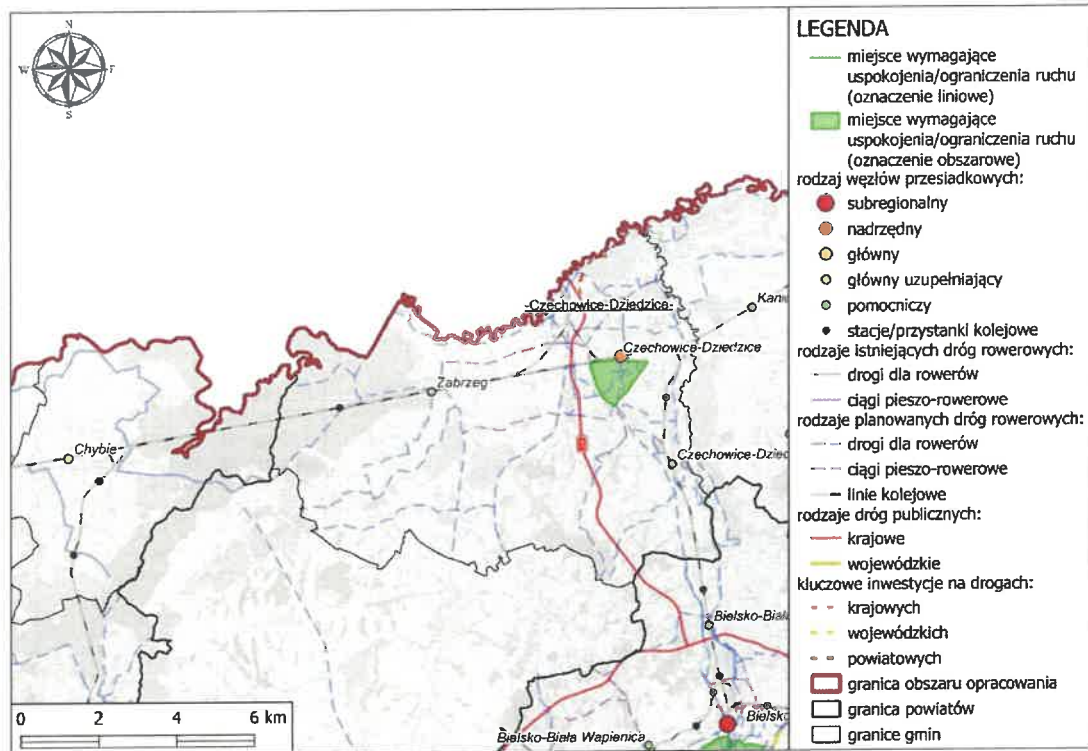 N
W
S
-Czechowice-Dziedzice-
Czechowice-Dziedzice
Zabrzeg
Chybie
Czechowice-Dzied
Kani
Bielsko-Biała
Bielsko
Bielsko-Biała Wapienica
0 2 4 6 km
LEGENDA
miejsce wymagające
uspokojenia/ograniczenia ruchu
(oznaczenie liniowe)
miejsce wymagające
uspokojenia/ograniczenia ruchu
(oznaczenie obszarowe)
rodzaj węzłów przesiadkowych:
subregionalny
nadrzędny
główny
główny uzupełniający
pomocniczy
stacje/przystanki kolejowe
rodzaje istniejących dróg rowerowych:
drogi dla rowerów
ciągi pieszo-rowerowe
rodzaje planowanych dróg rowerowych:
drogi dla rowerów
ciągi pieszo-rowerowe
linie kolejowe
rodzaje dróg publicznych:
krajowe
wojewódzkie
kluczowe inwestycje na drogach:
krajowych
wojewódzkich
powiatowych
granica obszaru opracowania
granica powiatów
granice gmin